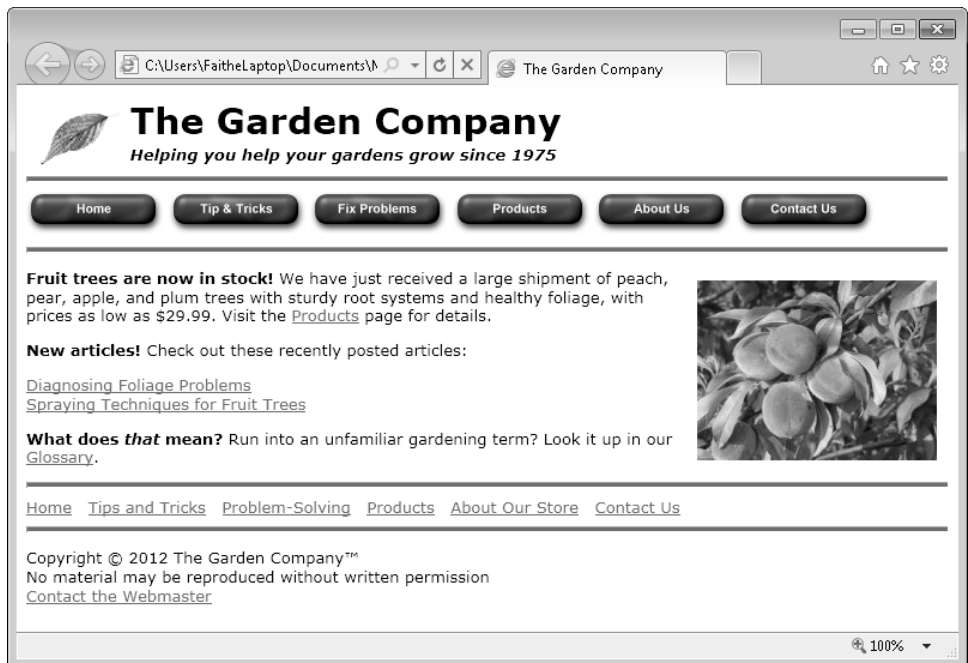 C:\Users\FaitheLaptop\Documents\N
The Garden Company
The Garden Company
Helping you help your gardens grow since 1975
Home Tip & Tricks Fix Problems Products About Us Contact Us
Fruit trees are now in stock! We have just received a large shipment of peach,
pear, apple, and plum trees with sturdy root systems and healthy foliage, with
prices as low as $29.99. Visit the Products page for details.
New articles! Check out these recently posted articles:
Diagnosing Foliage Problems
Spraying Techniques for Fruit Trees
What does that mean? Run into an unfamiliar gardening term? Look it up in our
Glossary.
Home Tips and Tricks Problem-Solving Products About Our Store Contact Us
Copyright © 2012 The Garden Company™
No material may be reproduced without written permission
Contact the Webmaster
100%